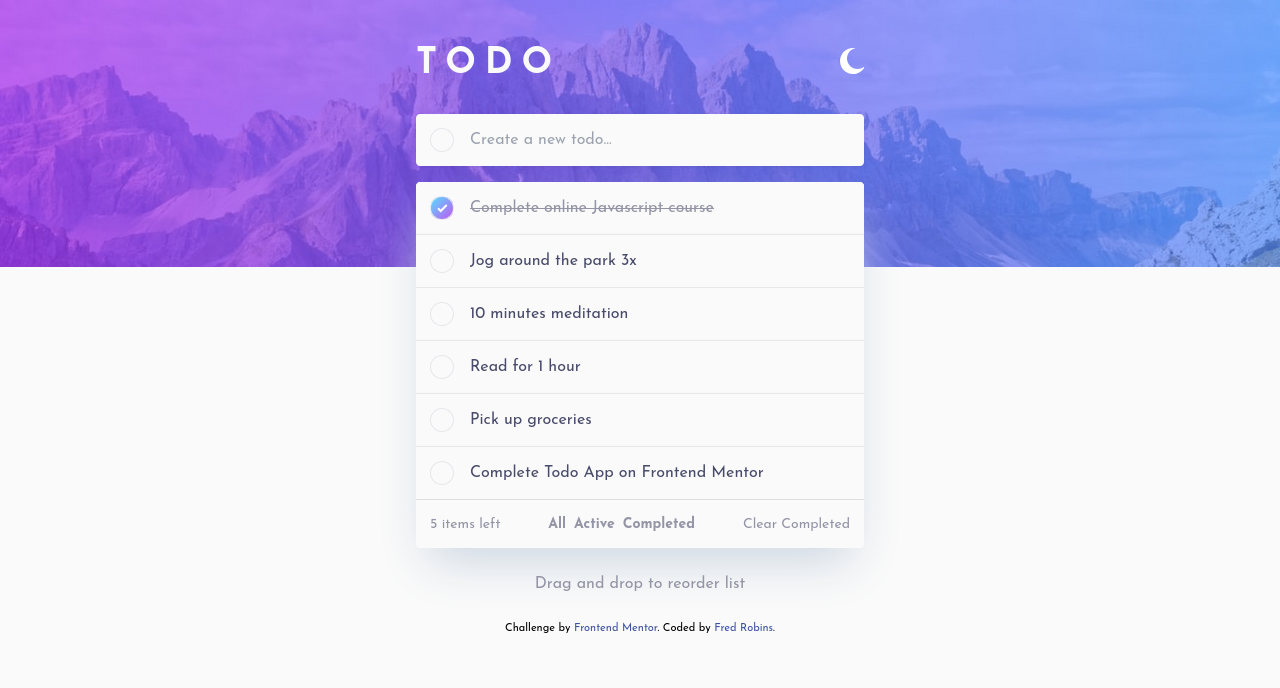 TODO
Create a new todo...
Complete online Javascript course
Jog around the park 3x
10 minutes meditation
Read for 1 hour
Pick up groceries
Complete Todo App on Frontend Mentor
5 items left All Active Completed Clear Completed
Drag and drop to reorder list
Challenge by Frontend Mentor. Coded by Fred Robins.